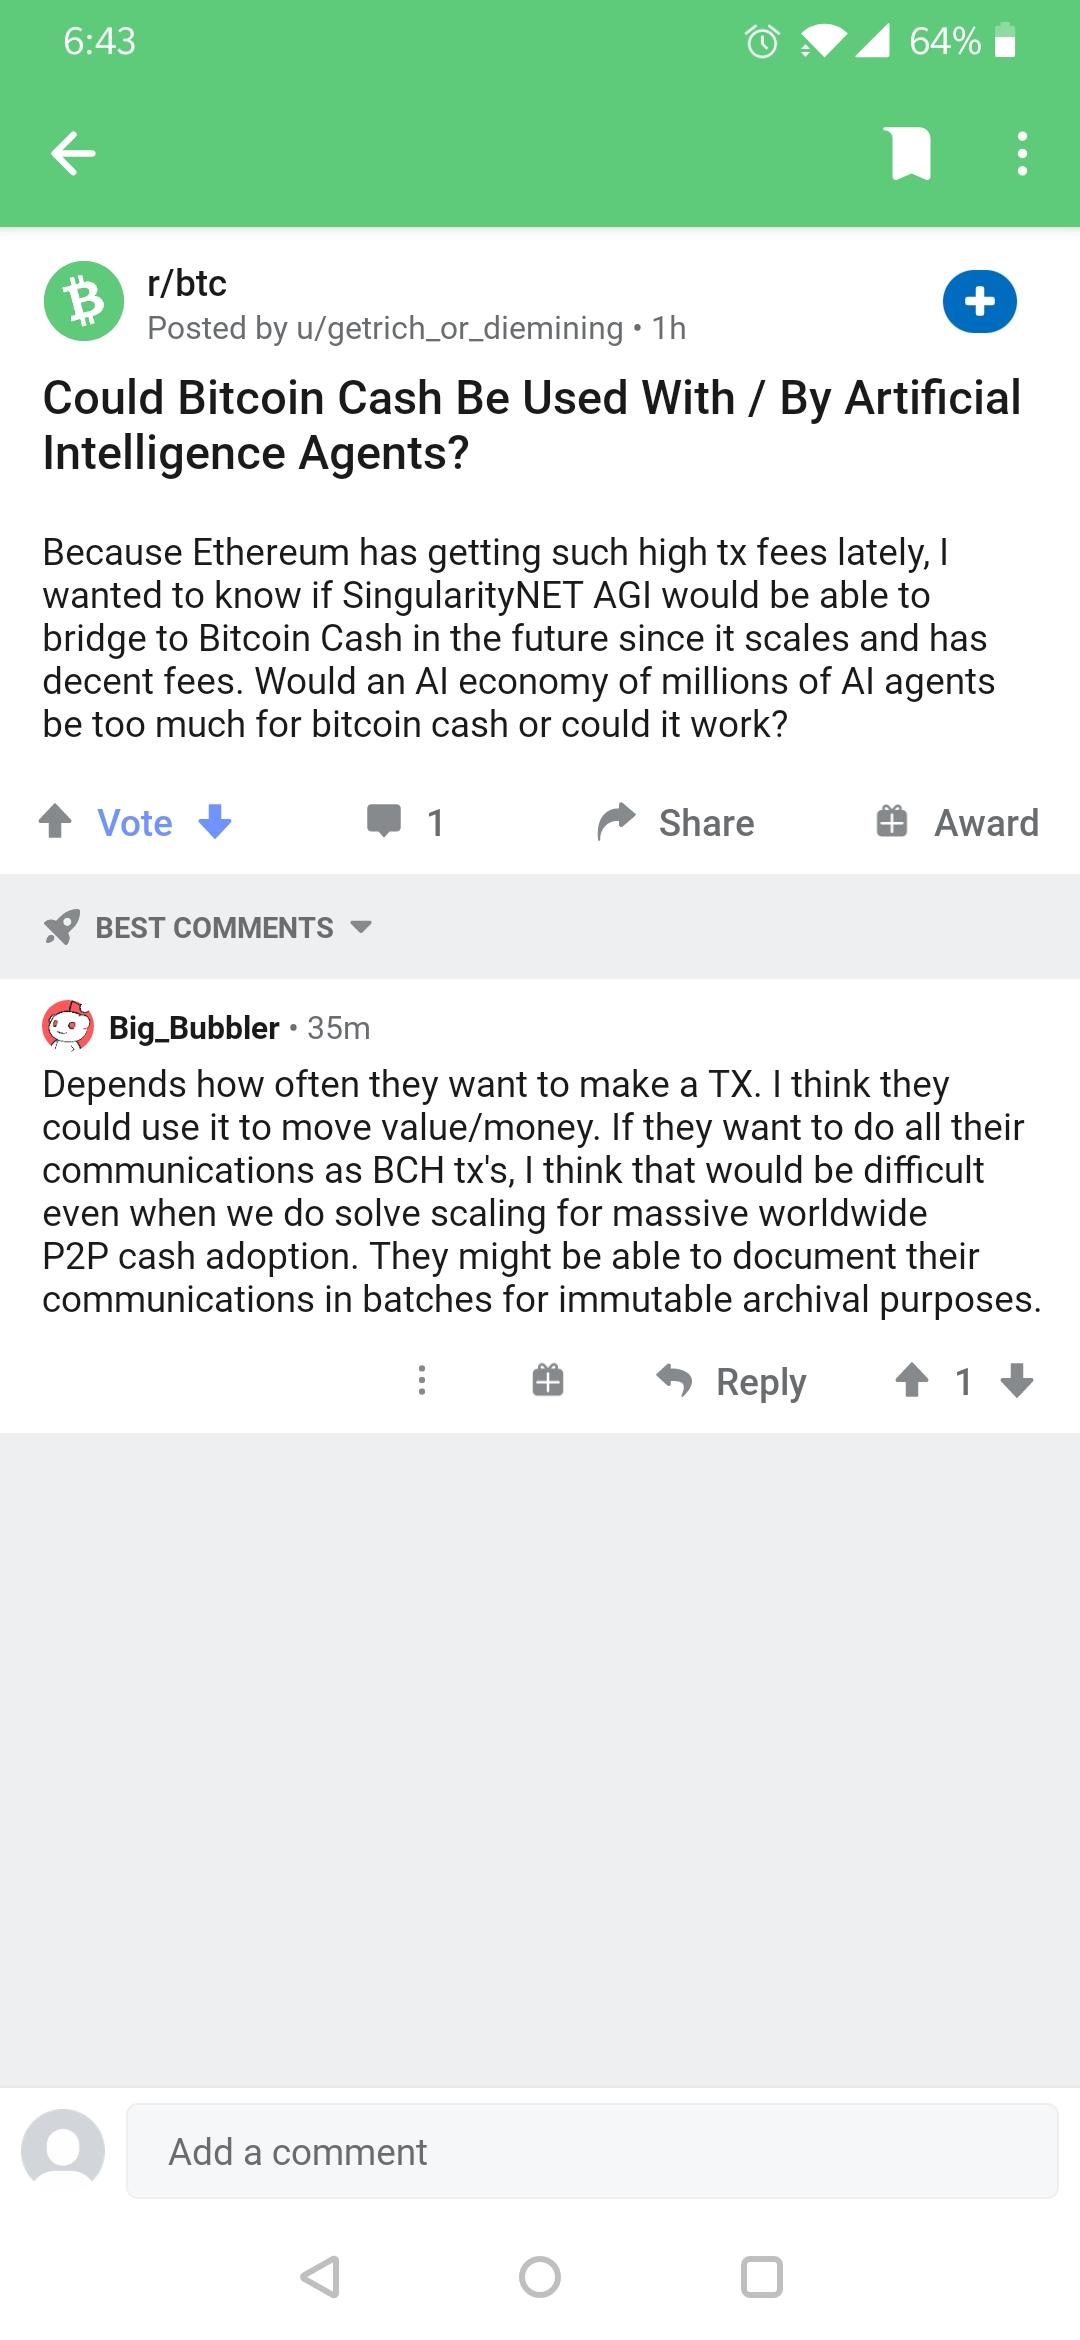 6:43
64%
r/btc
Posted by u/getrich_or_diemining • 1h
Could Bitcoin Cash Be Used With / By Artificial
Intelligence Agents?
Because Ethereum has getting such high tx fees lately, I
wanted to know if SingularityNET AGI would be able to
bridge to Bitcoin Cash in the future since it scales and has
decent fees. Would an AI economy of millions of AI agents
be too much for bitcoin cash or could it work?
Vote 1 Share Award
BEST COMMENTS
Big_Bubbler • 35m
Depends how often they want to make a TX. I think they
could use it to move value/money. If they want to do all their
communications as BCH tx's, I think that would be difficult
even when we do solve scaling for massive worldwide
P2P cash adoption. They might be able to document their
communications in batches for immutable archival purposes.
Reply 1
Add a comment